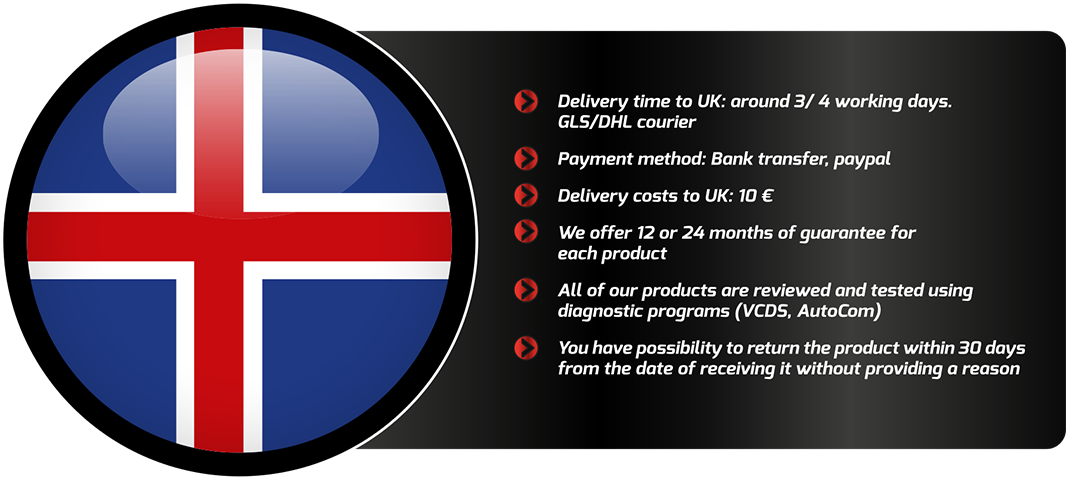 Delivery time to UK: around 3/ 4 working days.
GLS/DHL courier
Payment method: Bank transfer, paypal
Delivery costs to UK: 10 €
We offer 12 or 24 months of guarantee for
each product
All of our products are reviewed and tested using
diagnostic programs (VCDS, AutoCom)
You have possibility to return the product within 30 days
from the date of receiving it without providing a reason